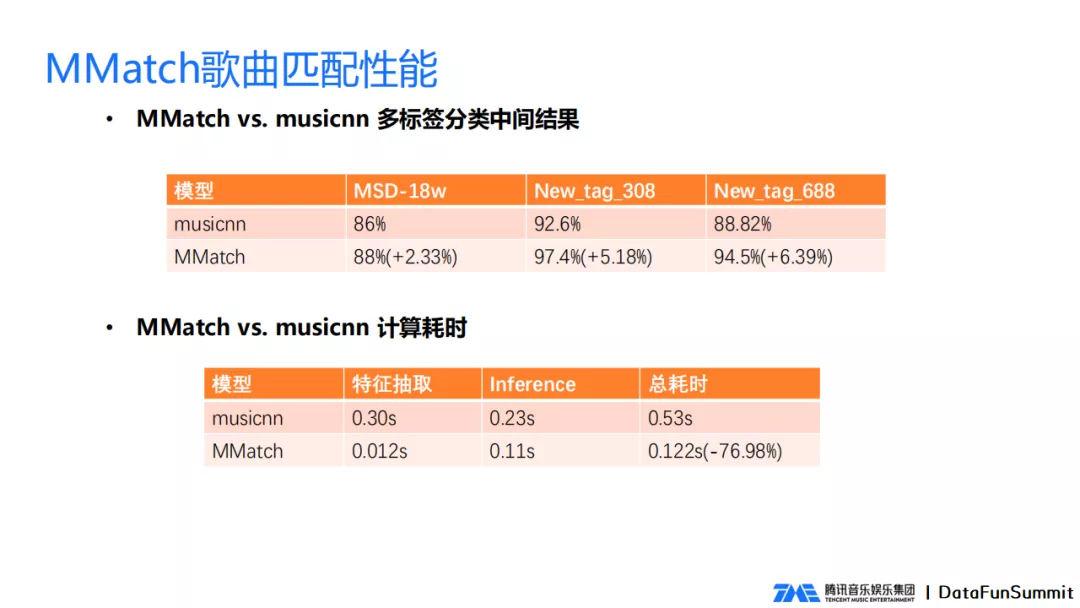 MMatch歌曲匹配性能
• MMatch vs. musicnn 多标签分类中间结果
模型 MSD-18w New_tag_308 New_tag_688
musicnn 86% 92.6% 88.82%
MMatch 88%(+2.33%) 97.4%(+5.18%) 94.5%(+6.39%)
• MMatch vs. musicnn 计算耗时
模型 特征抽取 Inference 总耗时
musicnn 0.30s 0.23s 0.53s
MMatch 0.012s 0.11s 0.122s(-76.98%)
TME 腾讯音乐娱乐集团 | DataFunSummit
TENCENT MUSIC ENTERTAINMENT